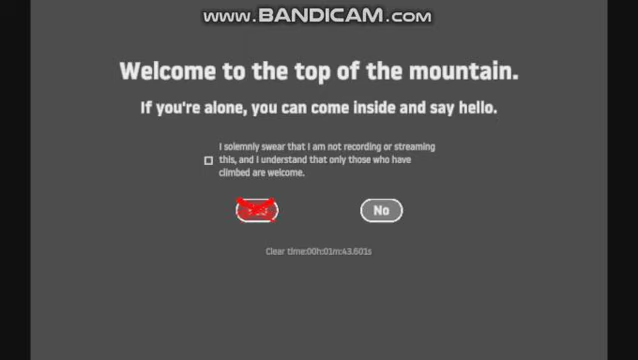 www.BANDICAM.com
Welcome to the top of the mountain.
If you're alone, you can come inside and say hello.
I solemnly swear that I am not recording or streaming
this, and I understand that only those who have
climbed are welcome.
No
Clear time:00h:01m:43.601s